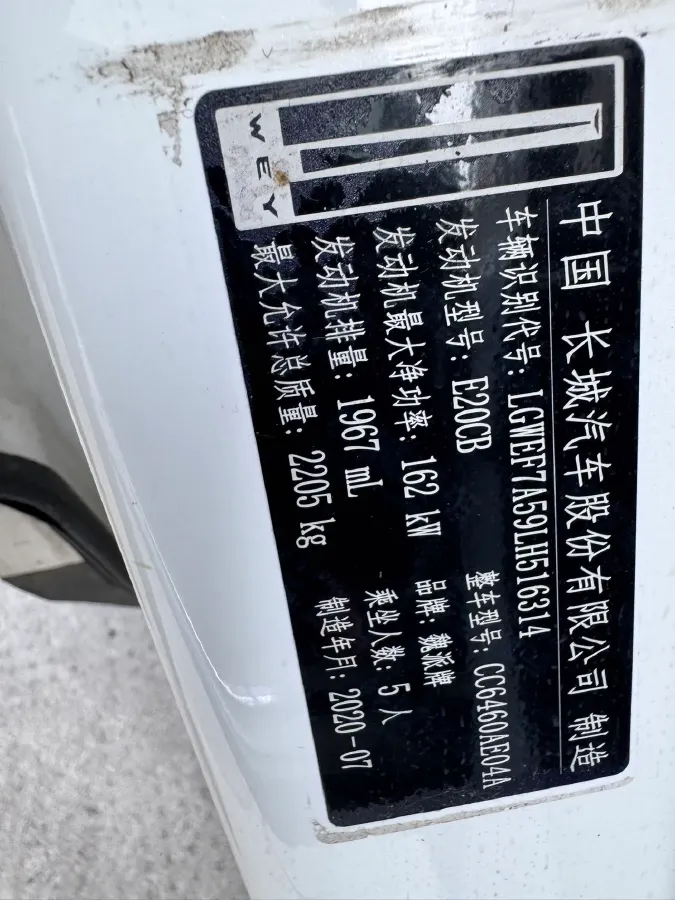 WEY
中国 长城汽车股份有限公司 制造
车辆识别代号: LGWEF7A59LH516314
发动机型号: E20CB 整车型号: CC6460AE04A
发动机最大净功率: 162 kW 品牌: 魏派牌
发动机排量: 1967 mL 乘坐人数: 5 人
最大允许总质量: 2205 kg 制造年月: 2020-07